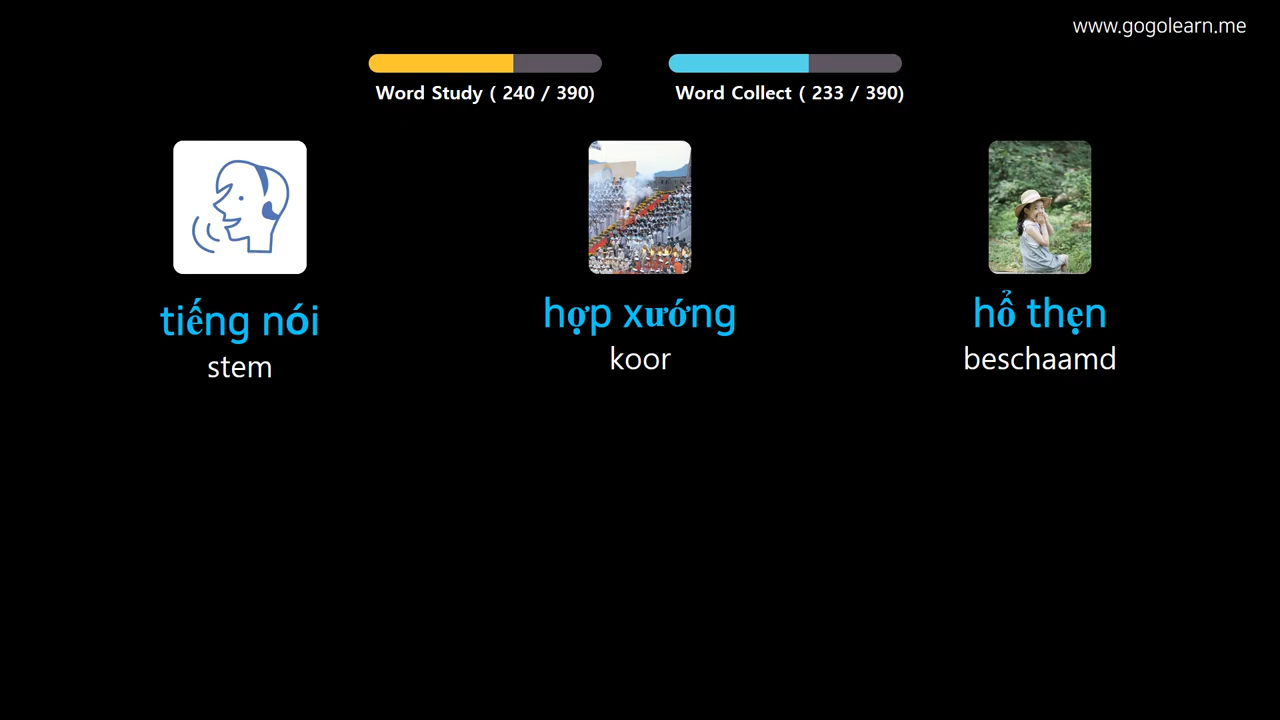 www.gogolearn.me
Word Study ( 240 / 390)
Word Collect ( 233 / 390)
tiếng nói
stem
hợp xướng
koor
hổ thẹn
beschaamd